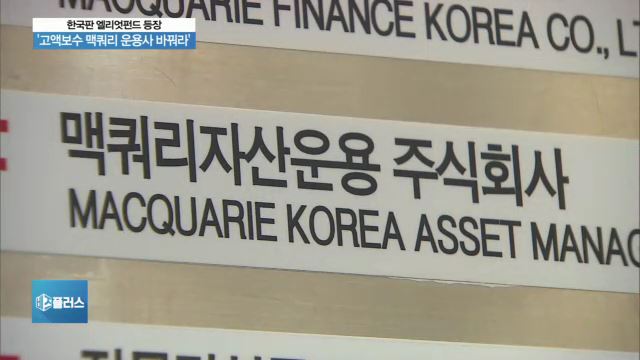 한국판 엘리엇펀드 등장
'고액보수 맥쿼리 운용사 바꿔라'
MACQUARIE FINANCE KOREA CO., LT
맥쿼리자산운용 주식회사
MACQUARIE KOREA ASSET MANAG
플러스